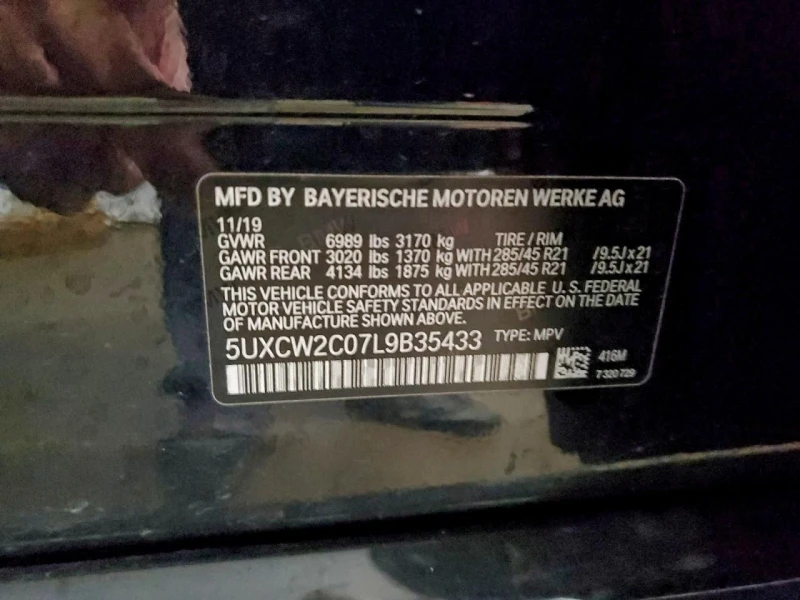 MFD BY BAYERISCHE MOTOREN WERKE AG
11/19
GVWR 6989 lbs 3170 kg TIRE / RIM
GAWR FRONT 3020 lbs 1370 kg WITH 285/45 R21 /9.5J x 21
GAWR REAR 4134 lbs 1875 kg WITH 285/45 R21 /9.5J x 21
THIS VEHICLE CONFORMS TO ALL APPLICABLE U.S. FEDERAL
MOTOR VEHICLE SAFETY STANDARDS IN EFFECT ON THE DATE
OF MANUFACTURE SHOWN ABOVE.
5UXCW2C07L9B35433 TYPE: MPV
416M
7320729